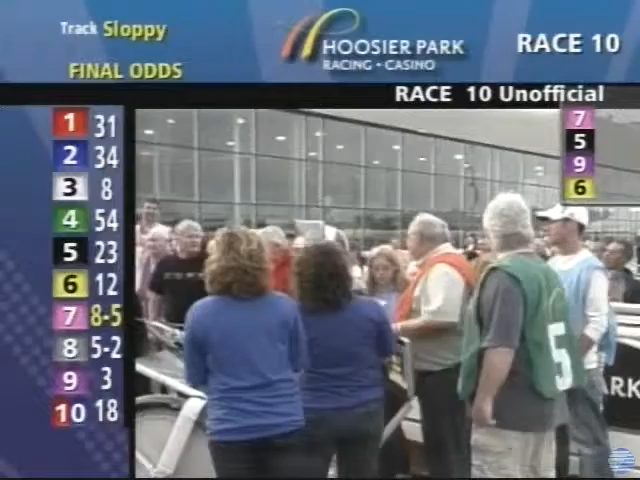 Track Sloppy
HOOSIER PARK
RACING • CASINO
RACE 10
FINAL ODDS
RACE 10 Unofficial
1 31
2 34
3 8
4 54
5 23
6 12
7 8-5
8 5-2
9 3
10 18
7
5
9
6
5
ARK